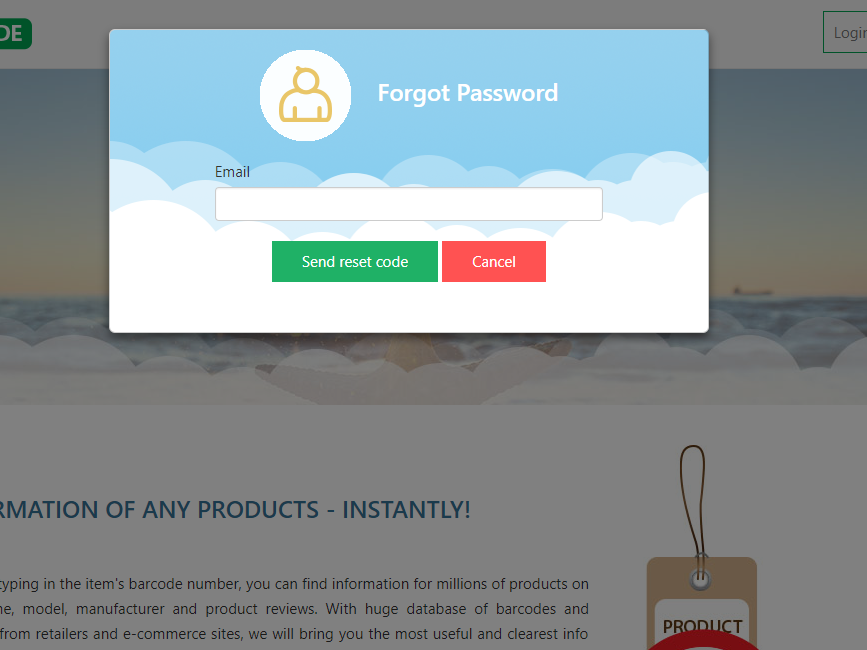 DE
Login
Forgot Password
Email
Send reset code
Cancel
RMATION OF ANY PRODUCTS - INSTANTLY!
typing in the item's barcode number, you can find information for millions of products on
ne, model, manufacturer and product reviews. With huge database of barcodes and
from retailers and e-commerce sites, we will bring you the most useful and clearest info
PRODUCT